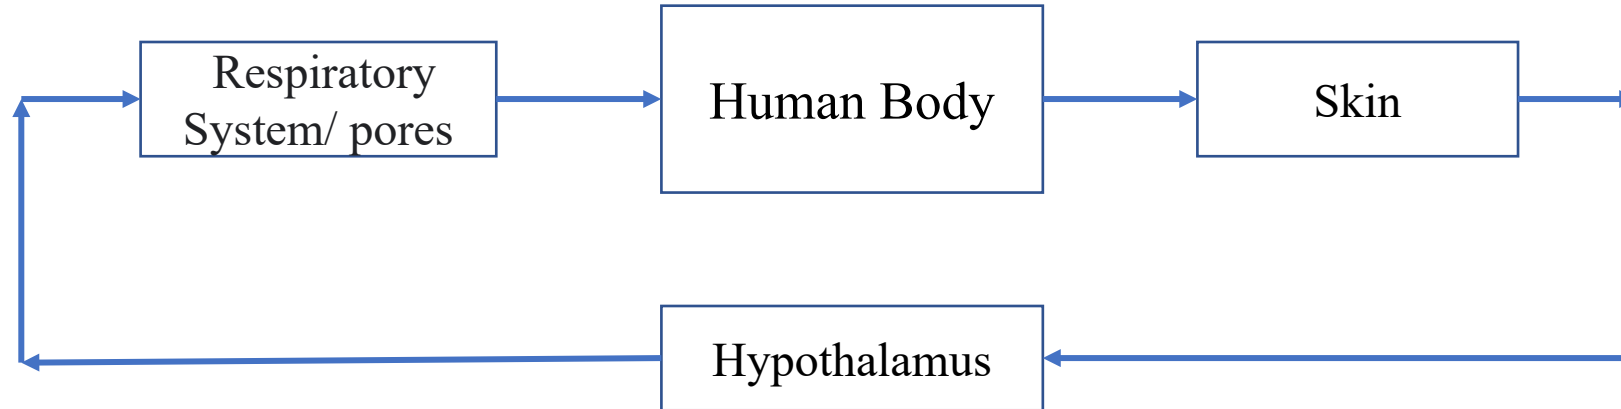 Respiratory
System/ pores
Human Body
Skin
Hypothalamus